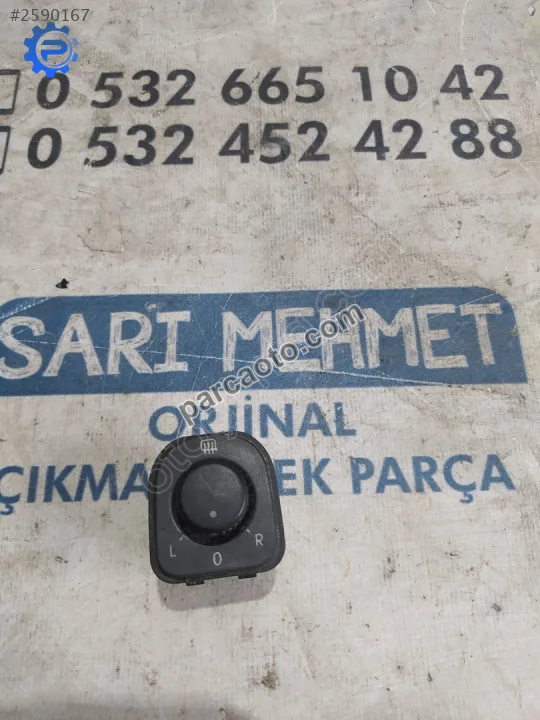 #2590167
0 532 665 10 42
0 532 452 42 88
SARI MEHMET
parcaoto.com
ORJİNAL
ÇIKMA EK PARÇA
L 0 R